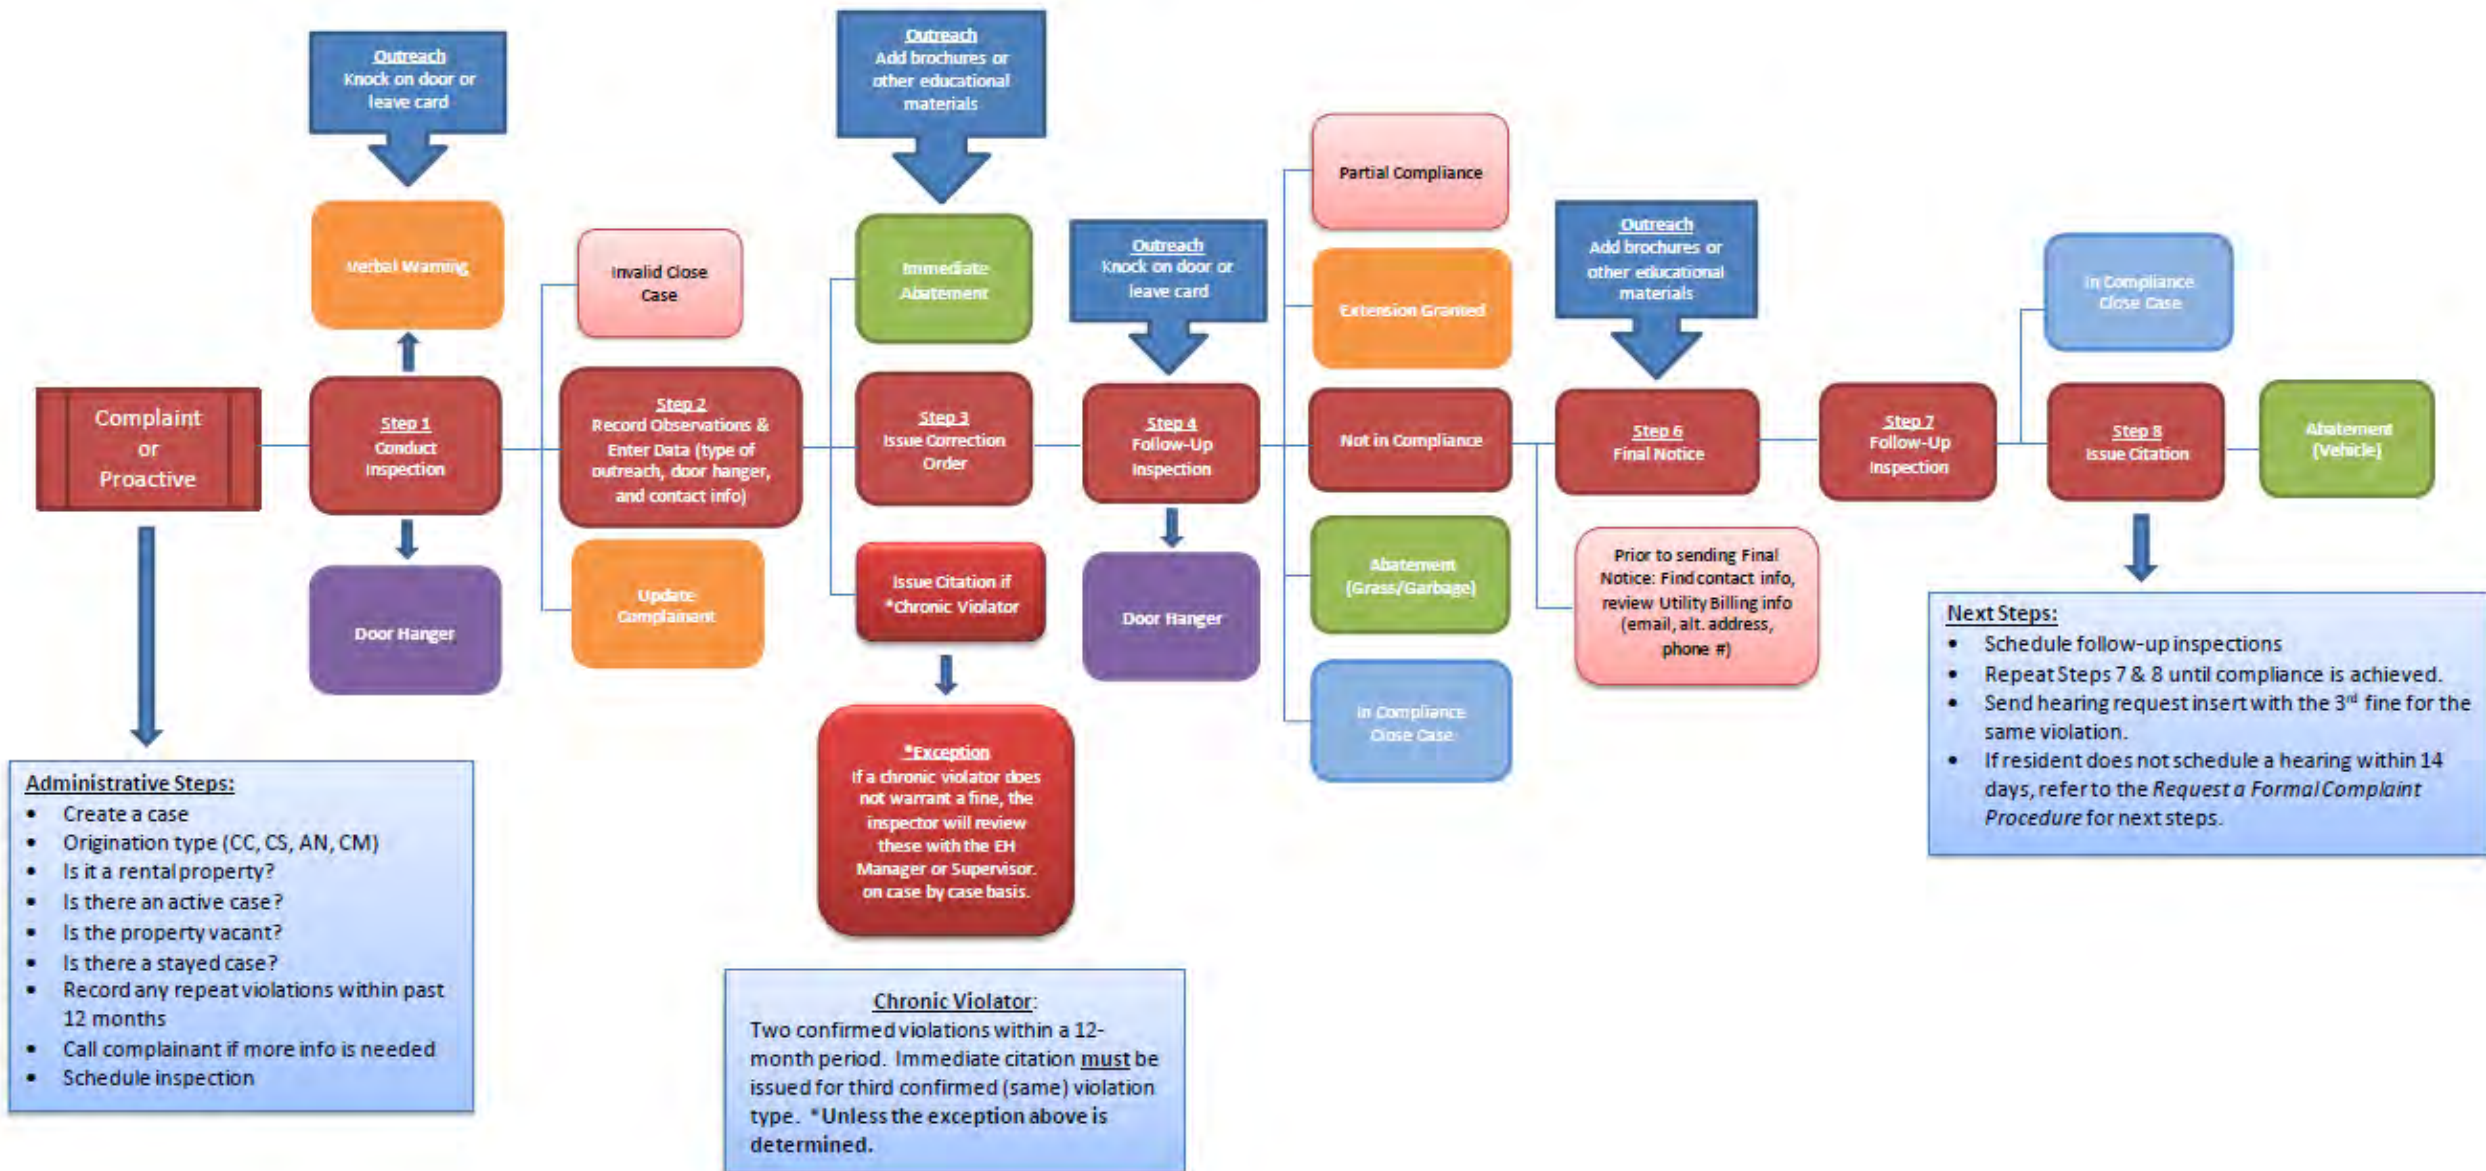 Outreach
Knock on door or
leave card
Verbal Warning
Complaint
or
Proactive
Step 1
Conduct
Inspection
Door Hanger
Administrative Steps:
• Create a case
• Origination type (CC, CS, AN, CM)
• Is it a rental property?
• Is there an active case?
• Is the property vacant?
• Is there a stayed case?
• Record any repeat violations within past
12 months
• Call complainant if more info is needed
• Schedule inspection
Invalid Close
Case
Step 2
Record Observations &
Enter Data (type of
outreach, door hanger,
and contact info)
Update
Complainant
Outreach
Add brochures or
other educational
materials
Immediate
Abatement
Step 3
Issue Correction
Order
Issue Citation if
*Chronic Violator
*Exception
If a chronic violator does
not warrant a fine, the
inspector will review
these with the EH
Manager or Supervisor.
on case by case basis.
Chronic Violator:
Two confirmed violations within a 12-
month period. Immediate citation must be
issued for third confirmed (same) violation
type. *Unless the exception above is
determined.
Outreach
Knock on door or
leave card
Step 4
Follow-Up
Inspection
Door Hanger
Partial Compliance
Extension Granted
Not in Compliance
Abatement
(Grass/Garbage)
In Compliance
Close Case
Outreach
Add brochures or
other educational
materials
Step 6
Final Notice
Prior to sending Final
Notice: Find contact info,
review Utility Billing info
(email, alt. address,
phone #)
Step 7
Follow-Up
Inspection
In Compliance
Close Case
Step 8
Issue Citation
Abatement
(Vehicle)
Next Steps:
• Schedule follow-up inspections
• Repeat Steps 7 & 8 until compliance is achieved.
• Send hearing request insert with the 3rd fine for the
same violation.
• If resident does not schedule a hearing within 14
days, refer to the Request a Formal Complaint
Procedure for next steps.